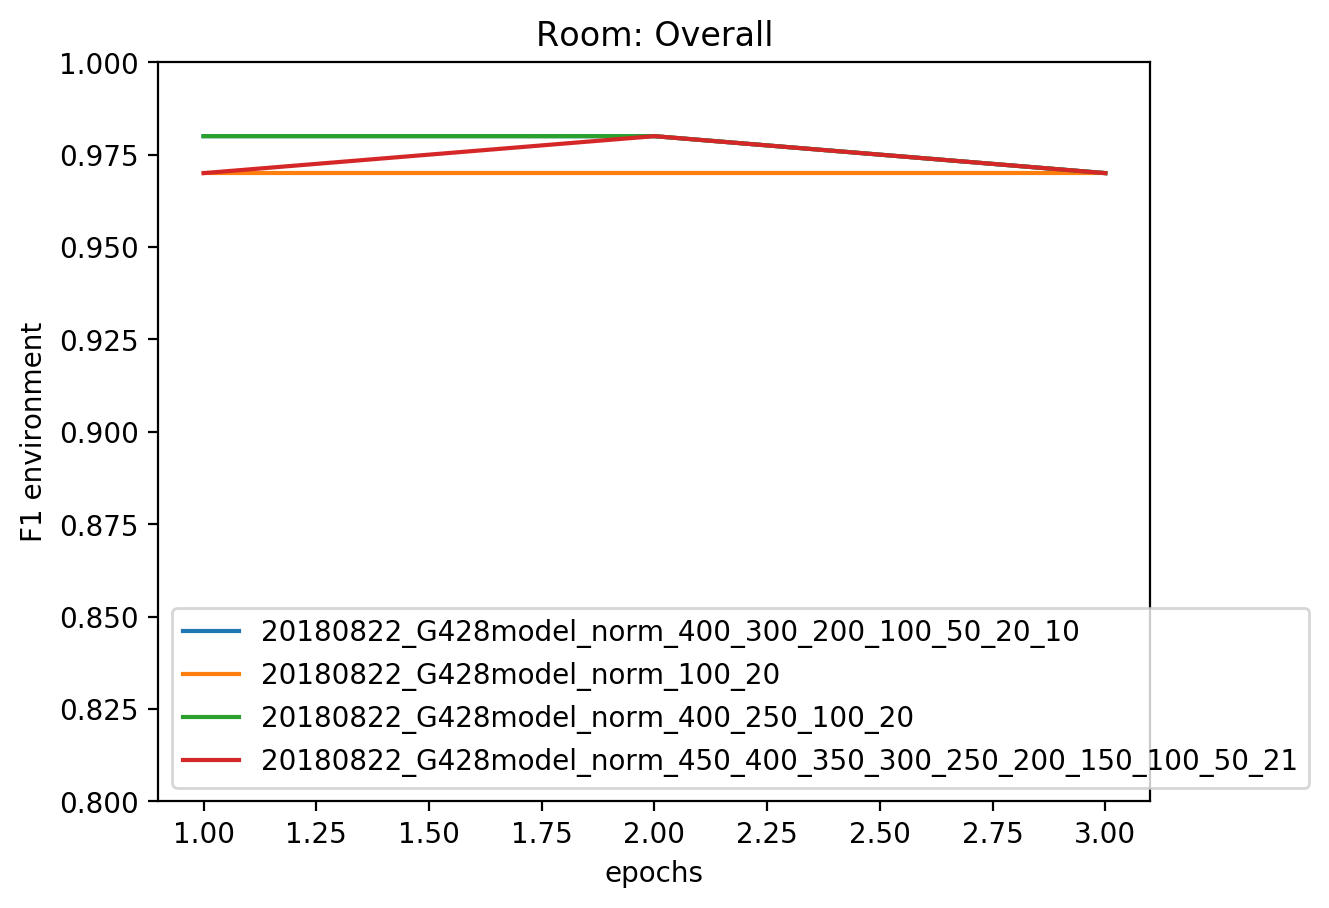 Room: Overall
1.000
0.975
0.950
0.925
0.900
0.875
0.850
0.825
0.800
F1 environment
20180822_G428model_norm_400_300_200_100_50_20_10
20180822_G428model_norm_100_20
20180822_G428model_norm_400_250_100_20
20180822_G428model_norm_450_400_350_300_250_200_150_100_50_21
1.00 1.25 1.50 1.75 2.00 2.25 2.50 2.75 3.00
epochs